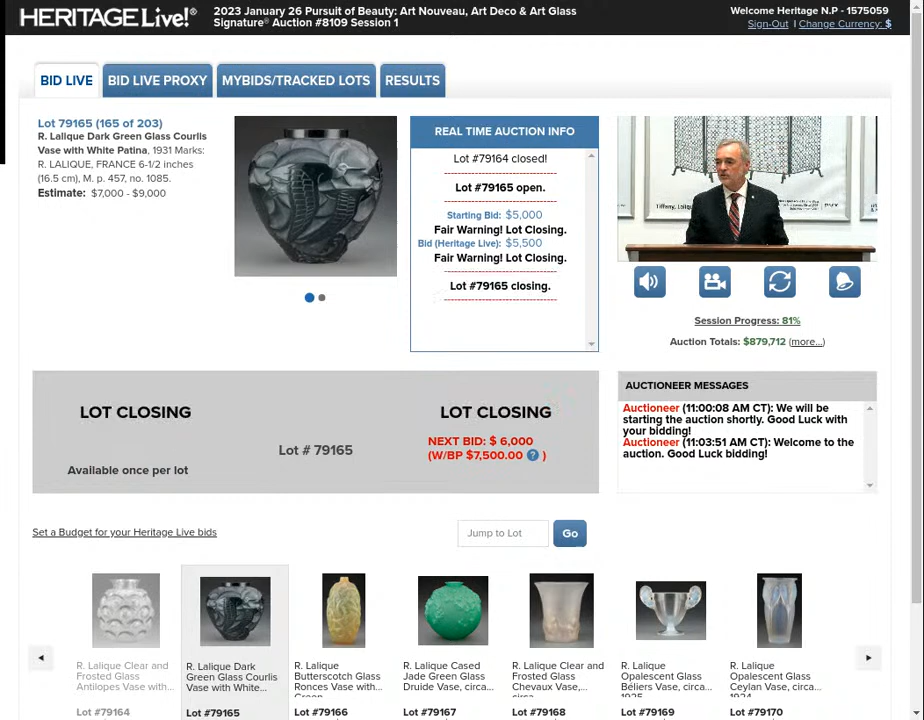 HERITAGE Live!®
2023 January 26 Pursuit of Beauty: Art Nouveau, Art Deco & Art Glass
Signature® Auction #8109 Session 1
Welcome Heritage N.P - 1575059
Sign-Out | Change Currency: $
BID LIVE
BID LIVE PROXY
MYBIDS/TRACKED LOTS
RESULTS
Lot 79165 (165 of 203)
R. Lalique Dark Green Glass Courlis
Vase with White Patina, 1931 Marks:
R. LALIQUE, FRANCE 6-1/2 inches
(16.5 cm), M. p. 457, no. 1085.
Estimate: $7,000 - $9,000
REAL TIME AUCTION INFO
Lot #79164 closed!
Lot #79165 open.
Starting Bid: $5,000
Fair Warning! Lot Closing.
Bid (Heritage Live): $5,500
Fair Warning! Lot Closing.
Lot #79165 closing.
Session Progress: 81%
Auction Totals: $879,712 (more...)
LOT CLOSING
Available once per lot
Lot # 79165
LOT CLOSING
NEXT BID: $ 6,000
(W/BP $7,500.00 ? )
AUCTIONEER MESSAGES
Auctioneer (11:00:08 AM CT): We will be
starting the auction shortly. Good Luck with
your bidding!
Auctioneer (11:03:51 AM CT): Welcome to the
auction. Good Luck bidding!
Set a Budget for your Heritage Live bids
Jump to Lot
Go
R. Lalique Clear and
Frosted Glass
Antilopes Vase with...
Lot #79164
R. Lalique Dark
Green Glass Courlis
Vase with White...
Lot #79165
R. Lalique
Butterscotch Glass
Ronces Vase with...
Lot #79166
R. Lalique Cased
Jade Green Glass
Druide Vase, circa...
Lot #79167
R. Lalique Clear and
Frosted Glass
Chevaux Vase,...
Lot #79168
R. Lalique
Opalescent Glass
Béliers Vase, circa...
Lot #79169
R. Lalique
Opalescent Glass
Ceylan Vase, circa...
Lot #79170